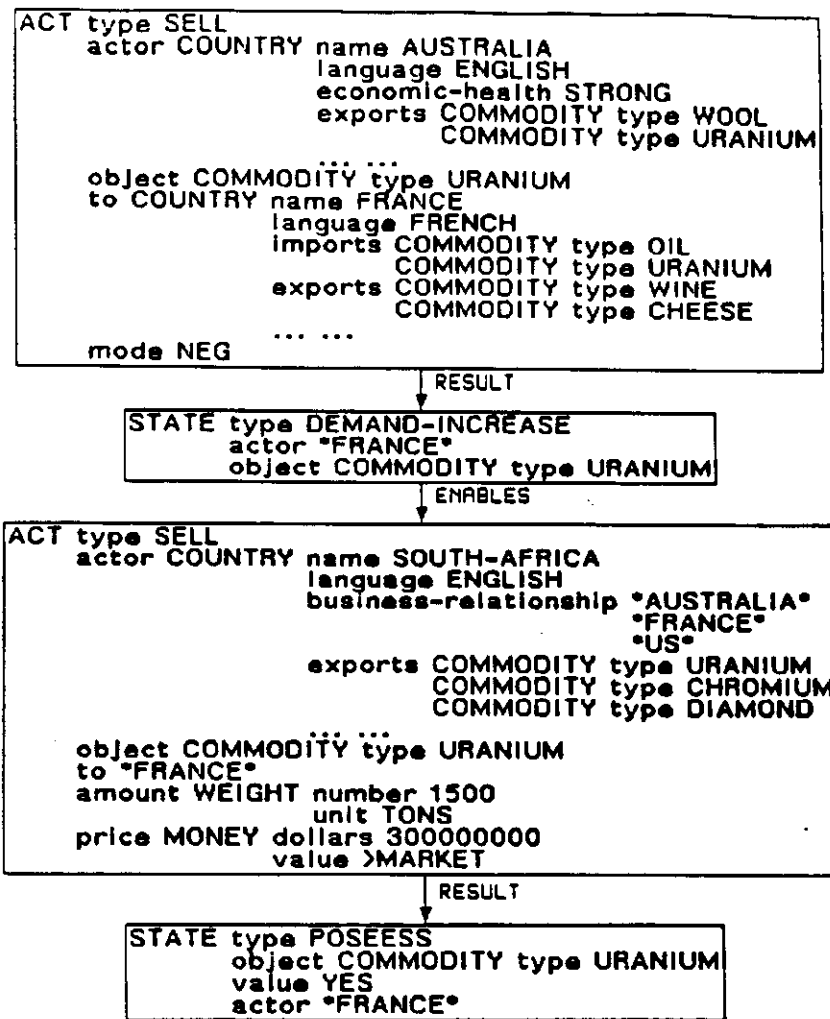 ACT type SELL
actor COUNTRY name AUSTRALIA
language ENGLISH
economic-health STRONG
exports COMMODITY type WOOL
COMMODITY type URANIUM
... ...
object COMMODITY type URANIUM
to COUNTRY name FRANCE
language FRENCH
imports COMMODITY type OIL
COMMODITY type URANIUM
exports COMMODITY type WINE
COMMODITY type CHEESE
... ...
mode NEG
RESULT
STATE type DEMAND-INCREASE
actor *FRANCE*
object COMMODITY type URANIUM
ENABLES
ACT type SELL
actor COUNTRY name SOUTH-AFRICA
language ENGLISH
business-relationship *AUSTRALIA*
*FRANCE*
*US*
exports COMMODITY type URANIUM
COMMODITY type CHROMIUM
COMMODITY type DIAMOND
... ...
object COMMODITY type URANIUM
to *FRANCE*
amount WEIGHT number 1500
unit TONS
price MONEY dollars 300000000
value >MARKET
RESULT
STATE type POSEESS
object COMMODITY type URANIUM
value YES
actor *FRANCE*